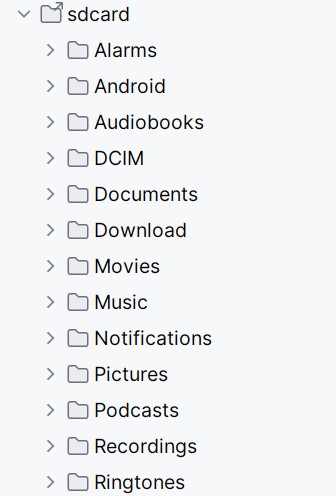 sdcard
Alarms
Android
Audiobooks
DCIM
Documents
Download
Movies
Music
Notifications
Pictures
Podcasts
Recordings
Ringtones